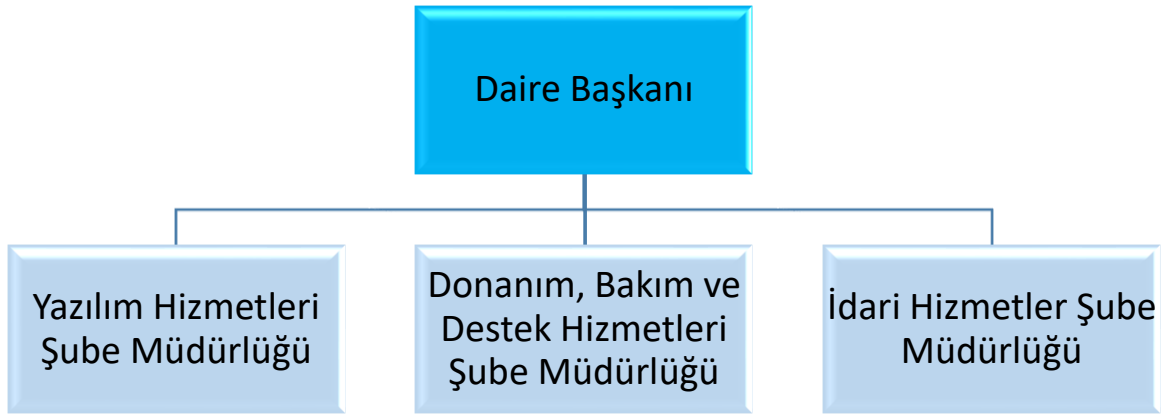 Daire Başkanı
Yazılım Hizmetleri
Şube Müdürlüğü
Donanım, Bakım ve
Destek Hizmetleri
Şube Müdürlüğü
İdari Hizmetler Şube
Müdürlüğü